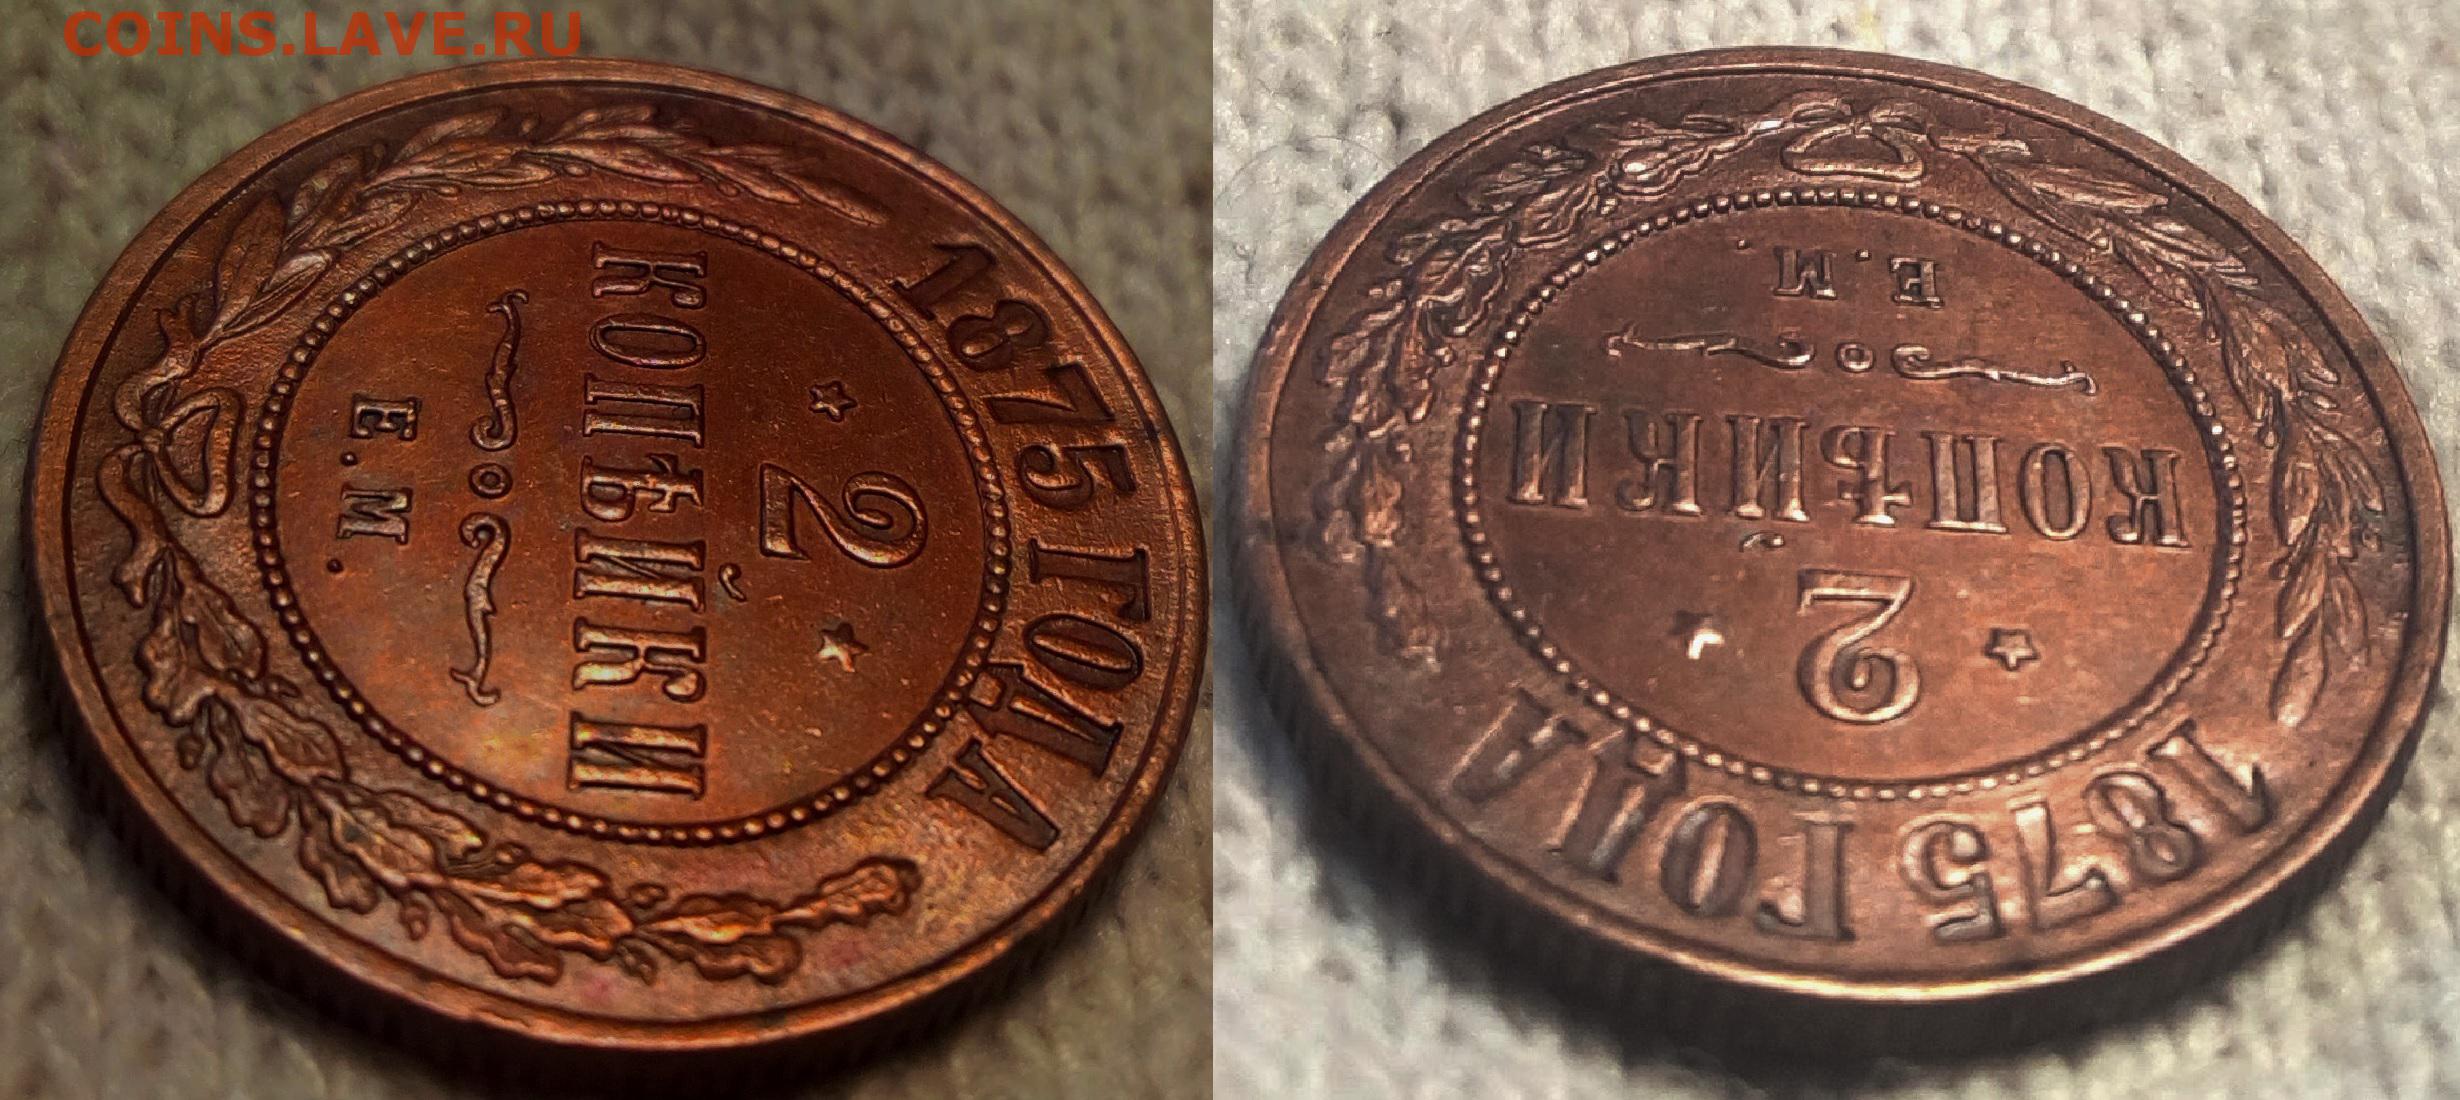 COINS.LAVE.RU
2
КОПѢЙКИ
Е.М.
1875 ГОДА
2
КОПѢЙКИ
Е.М.
1875 ГОДА